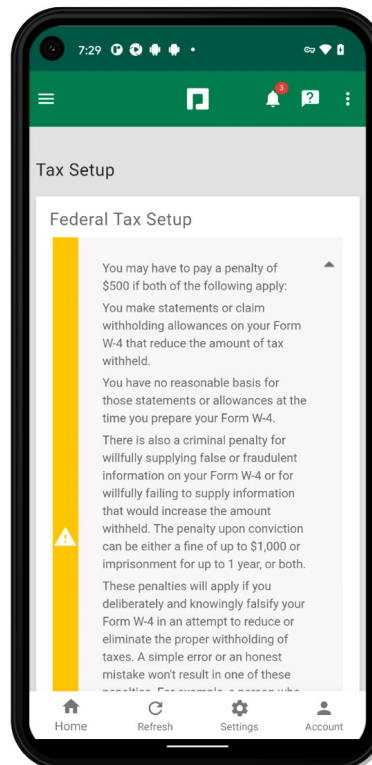 7:29
3
?
Tax Setup
Federal Tax Setup
You may have to pay a penalty of
$500 if both of the following apply:
You make statements or claim
withholding allowances on your Form
W-4 that reduce the amount of tax
withheld.
You have no reasonable basis for
those statements or allowances at the
time you prepare your Form W-4.
There is also a criminal penalty for
willfully supplying false or fraudulent
information on your Form W-4 or for
willfully failing to supply information
that would increase the amount
withheld. The penalty upon conviction
can be either a fine of up to $1,000 or
imprisonment for up to 1 year, or both.
These penalties will apply if you
deliberately and knowingly falsify your
Form W-4 in an attempt to reduce or
eliminate the proper withholding of
taxes. A simple error or an honest
mistake won't result in one of these
penalties. For example, a person who
Home Refresh Settings Account